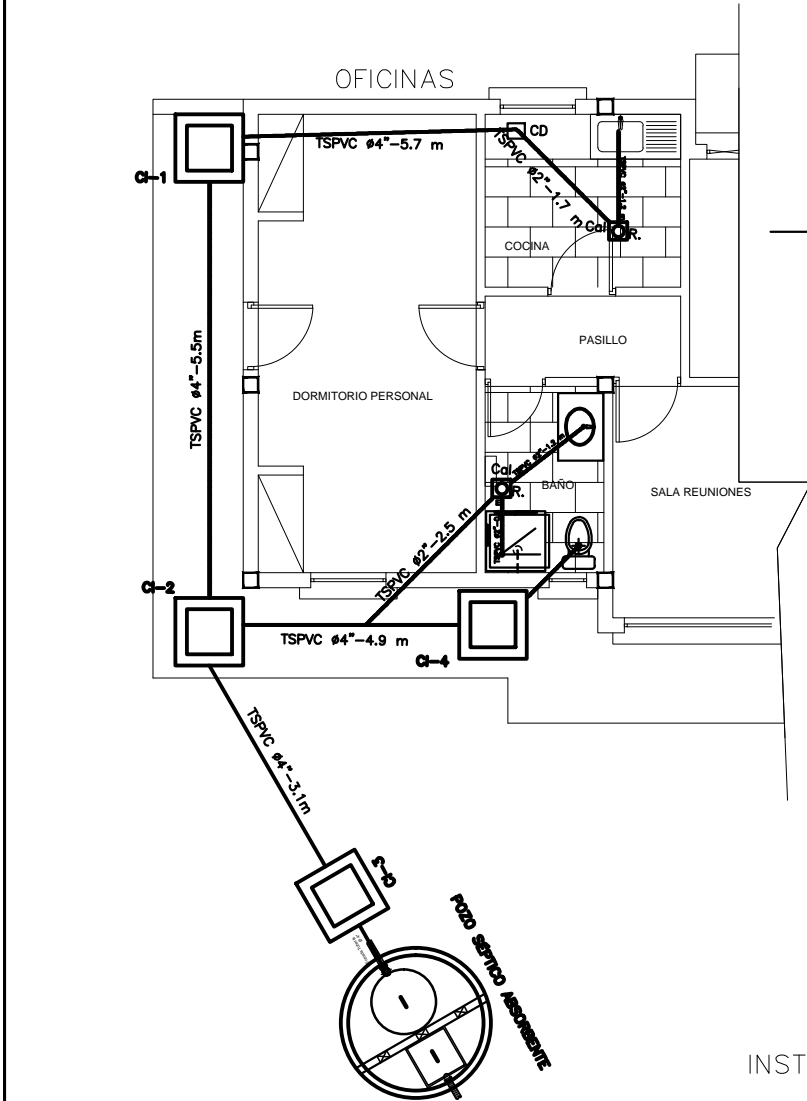 OFICINAS
CD
TSPVC ø4"-5.7 m
TSPVC ø2"-1.7 m
CI-1
Cal
R.
COCINA
PASILLO
TSPVC ø4"-5.5m
DORMITORIO PERSONAL
Cal
R.
BAÑO
SALA REUNIONES
TSPVC ø2"-2.5 m
CI-2
TSPVC ø4"-4.9 m
CI-4
TSPVC ø4"-3.1m
CI-3
POZO SÉPTICO ABSORBENTE
INST